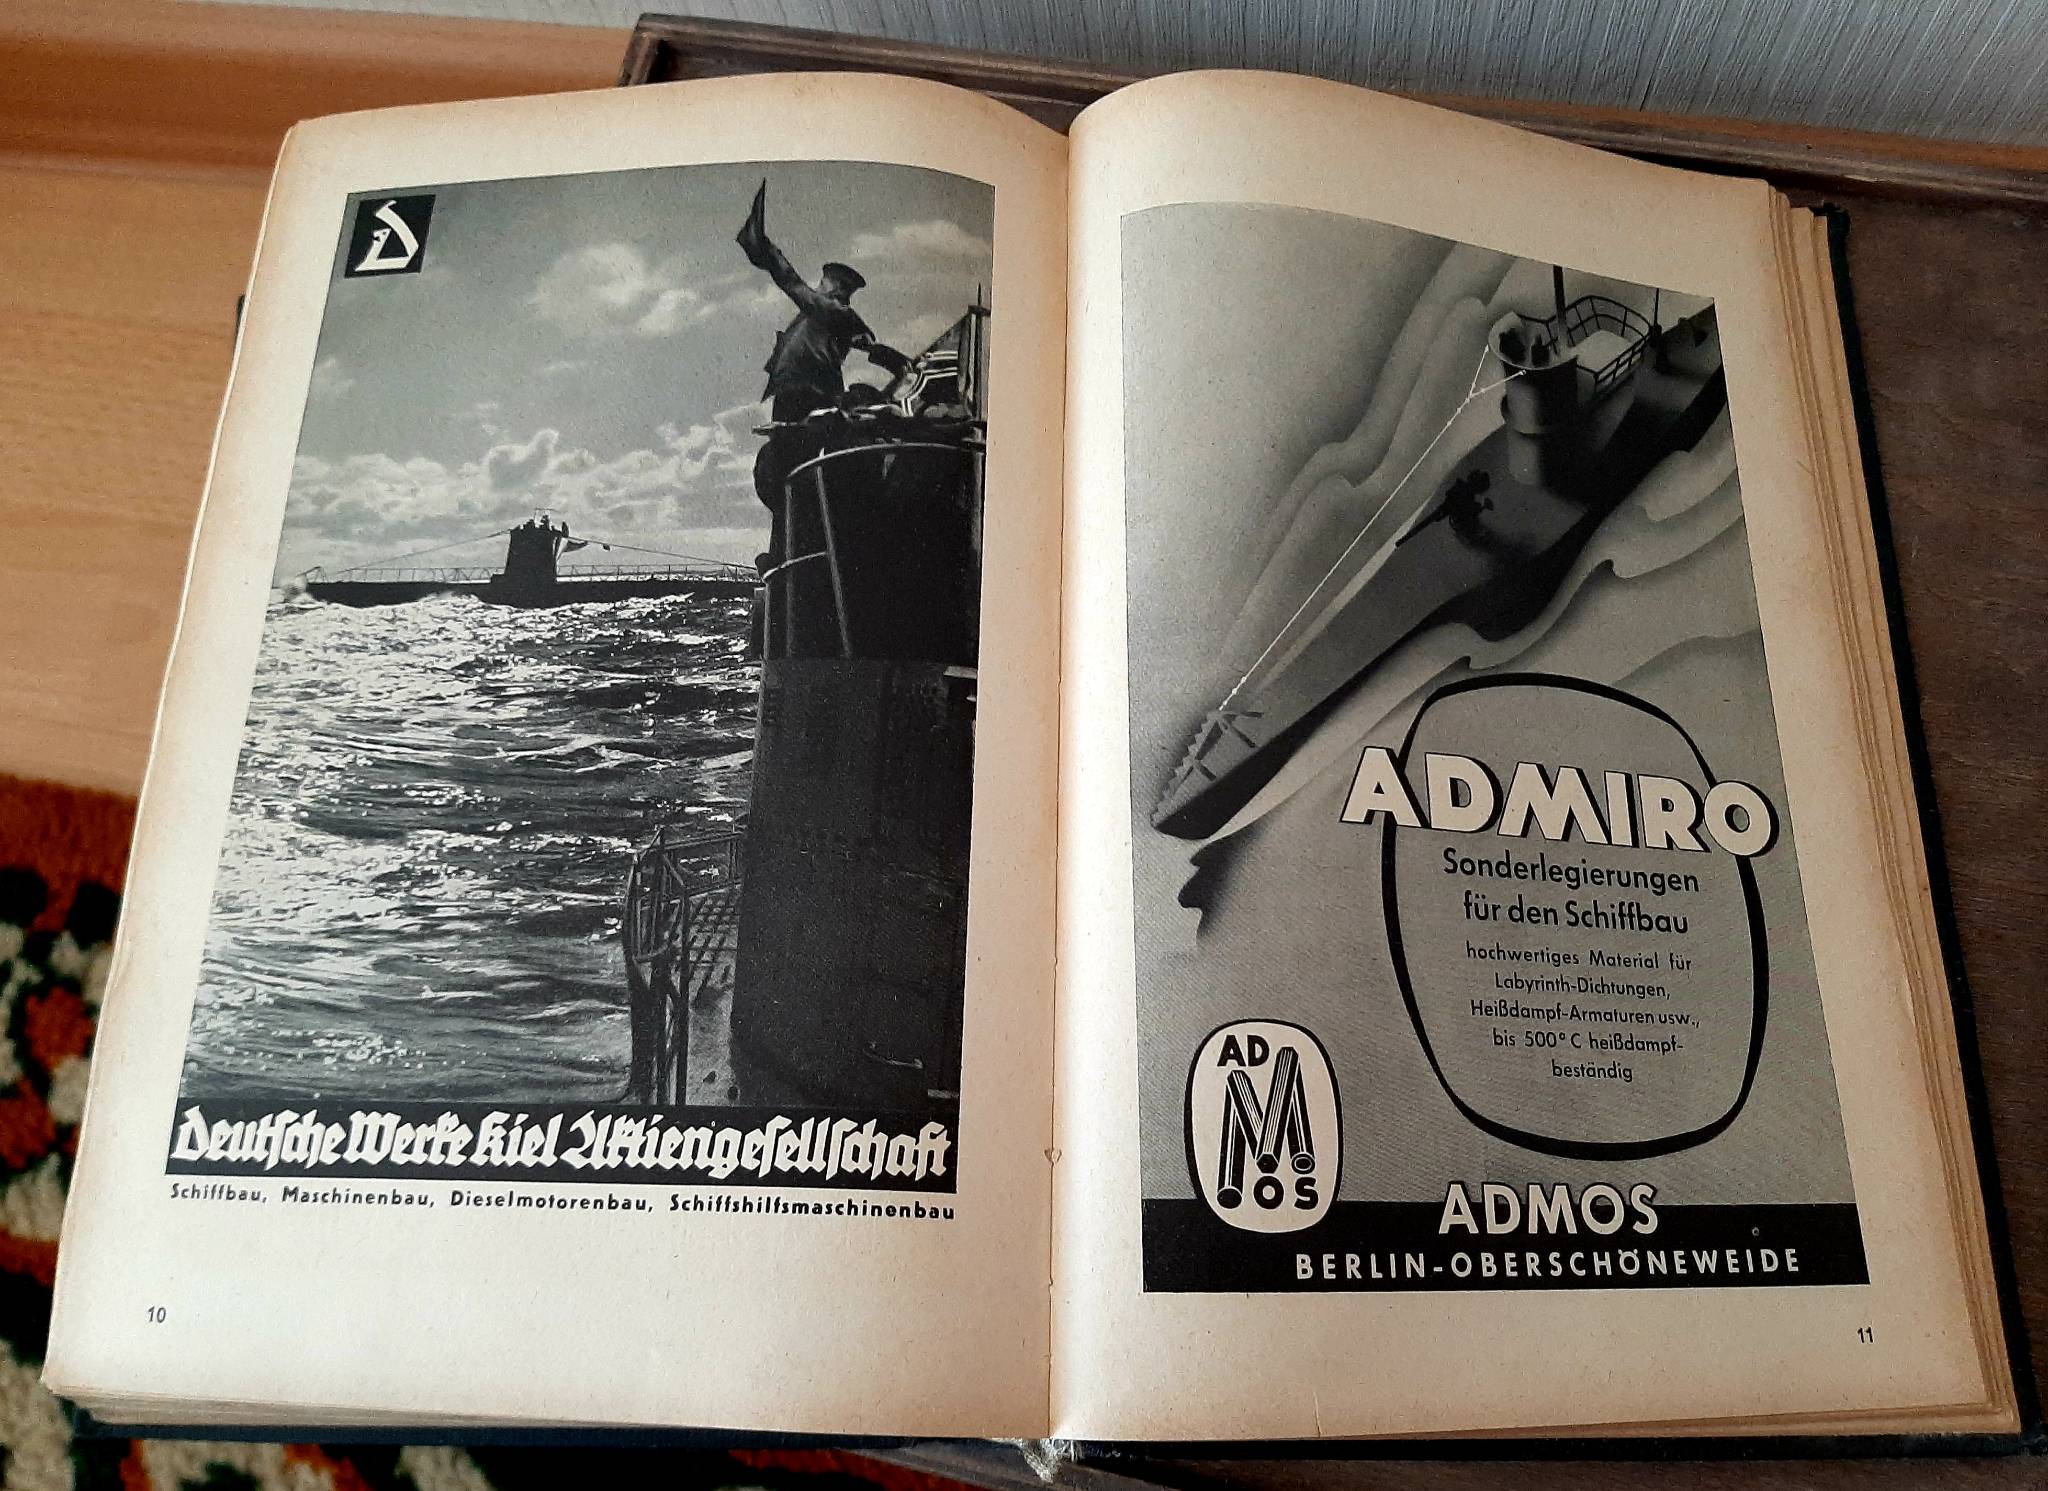 D
Deutsche Werke Kiel Aktiengesellschaft
Schiffbau, Maschinenbau, Dieselmotorenbau, Schiffshilfsmaschinenbau
10
ADMIRO
Sonderlegierungen
für den Schiffbau
hochwertiges Material für
Labyrinth-Dichtungen,
Heißdampf-Armaturen usw.,
bis 500° C heißdampf-
beständig
AD
M
OS
ADMOS
BERLIN-OBERSCHÖNEWEIDE
11